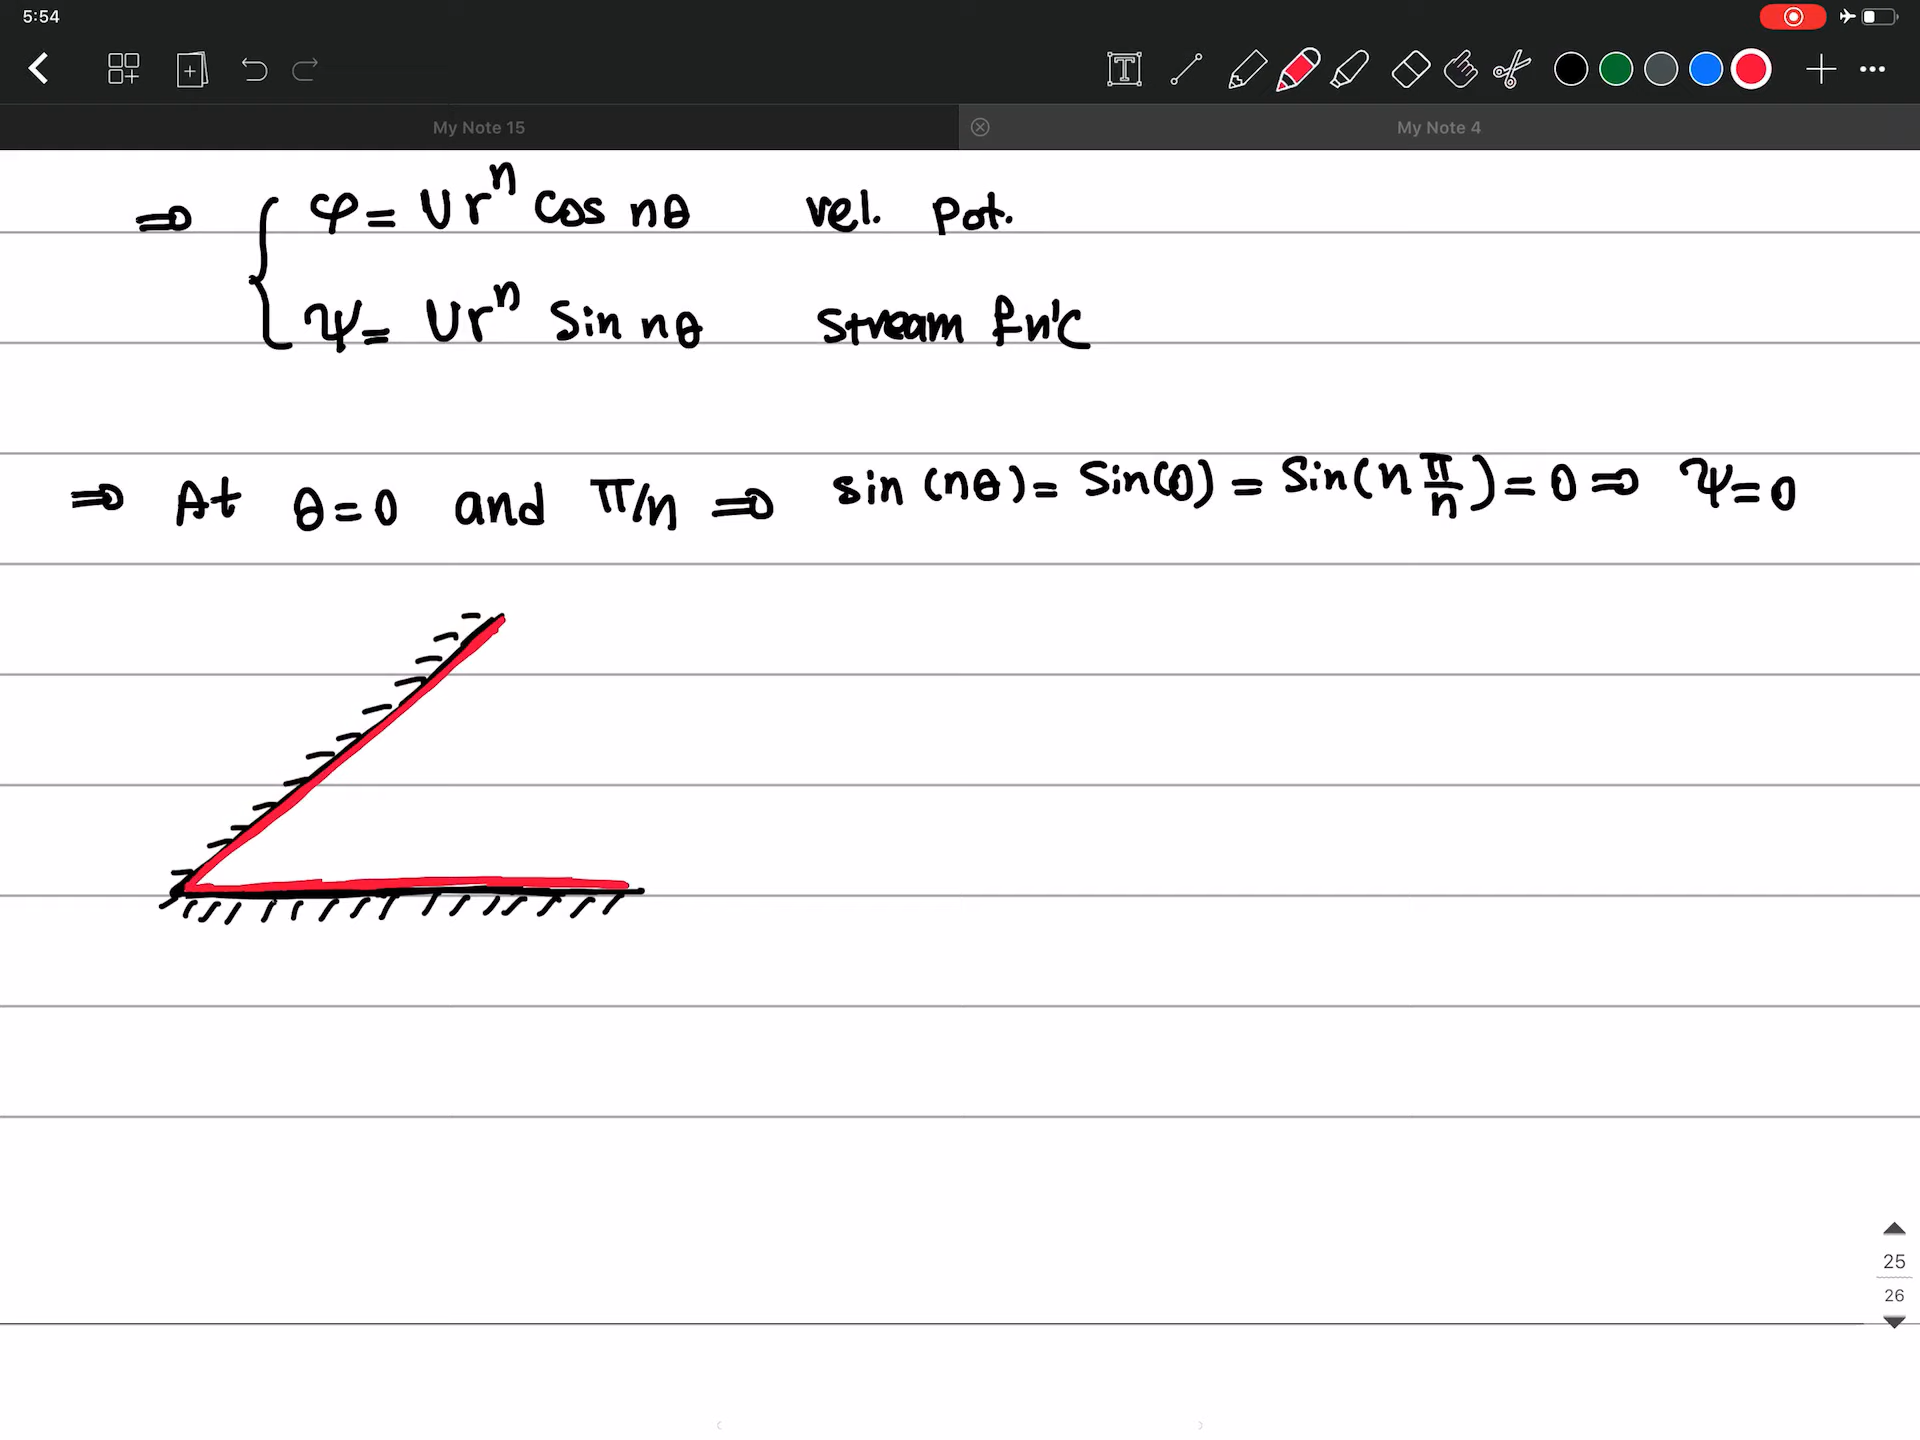 5:54
My Note 15
My Note 4
⇒ { φ = U rⁿ cos nθ vel. Pot.
ψ = U rⁿ Sin nθ Stream fn'c
⇒ At θ = 0 and π/n ⇒ sin (nθ) = Sin(0) = Sin(n π/n) = 0 ⇒ ψ = 0
25
26